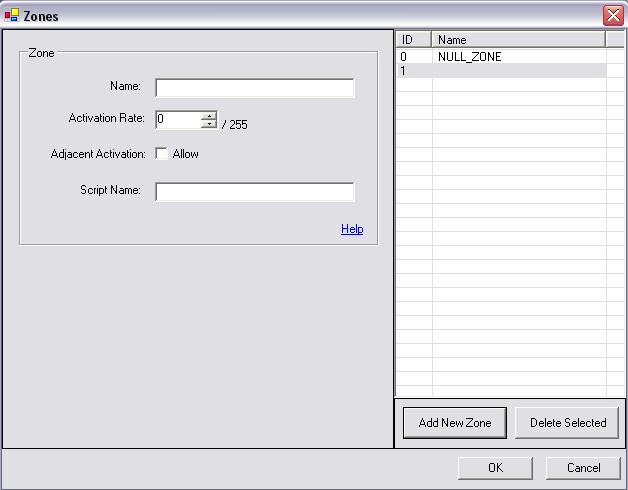 Zones
Zone
Name:
Activation Rate: 0 / 255
Adjacent Activation: Allow
Script Name:
Help
ID Name
0 NULL_ZONE
1
Add New Zone Delete Selected
OK Cancel